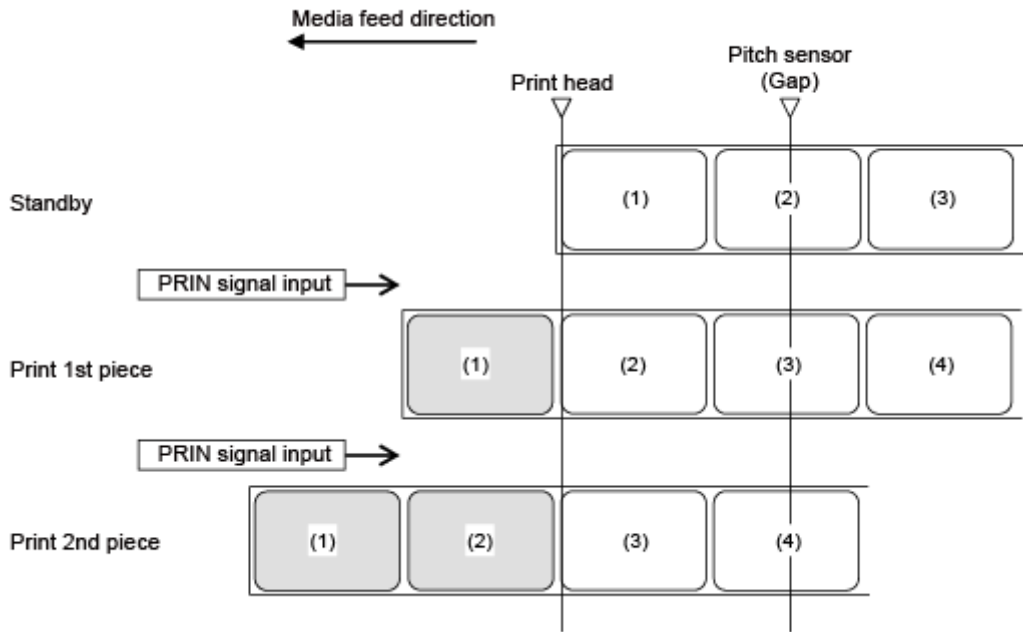 Media feed direction
Print head
Pitch sensor
(Gap)
Standby
(1)
(2)
(3)
PRIN signal input
Print 1st piece
(1)
(2)
(3)
(4)
PRIN signal input
Print 2nd piece
(1)
(2)
(3)
(4)